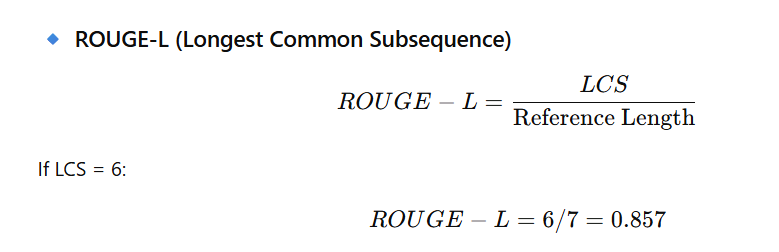 🔹 ROUGE-L (Longest Common Subsequence)
ROUGE − L = LCS / Reference Length
If LCS = 6:
ROUGE − L = 6/7 = 0.857